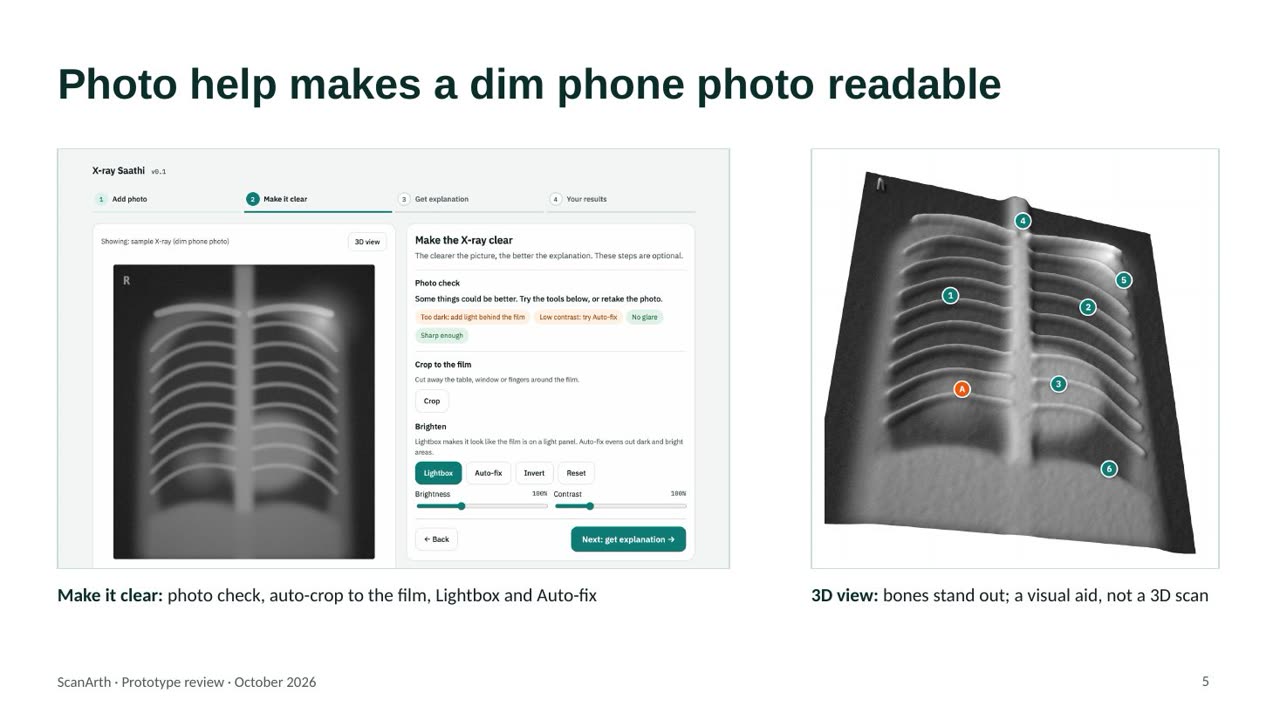 Photo help makes a dim phone photo readable
X-ray Saathi v0.1
1 Add photo
2 Make it clear
3 Get explanation
4 Your results
Showing: sample X-ray (dim phone photo)
3D view
R
Make the X-ray clear
The clearer the picture, the better the explanation. These steps are optional.
Photo check
Some things could be better. Try the tools below, or retake the photo.
Too dark: add light behind the film
Low contrast: try Auto-fix
No glare
Sharp enough
Crop to the film
Cut away the table, window or fingers around the film.
Crop
Brighten
Lightbox makes it look like the film is on a light panel. Auto-fix evens out dark and bright
areas.
Lightbox
Auto-fix
Invert
Reset
Brightness 100%
Contrast 100%
← Back
Next: get explanation →
4
5
1
2
3
A
6
Make it clear: photo check, auto-crop to the film, Lightbox and Auto-fix
3D view: bones stand out; a visual aid, not a 3D scan
ScanArth · Prototype review · October 2026
5